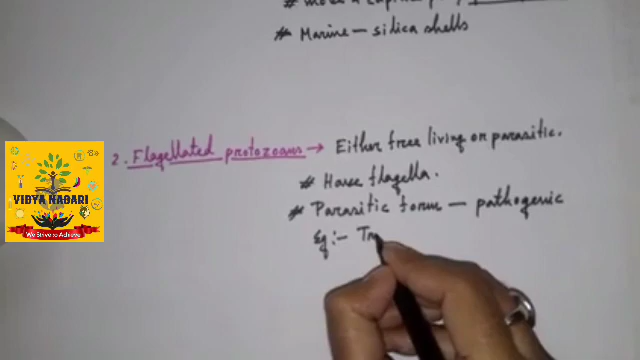 # Marine — silica shells
2. Flagellated protozoans → Either free living or parasitic.
# Have flagella.
# Parasitic form — pathogenic
Eg :-
VIDYA NAGARI
We Strive to Achieve